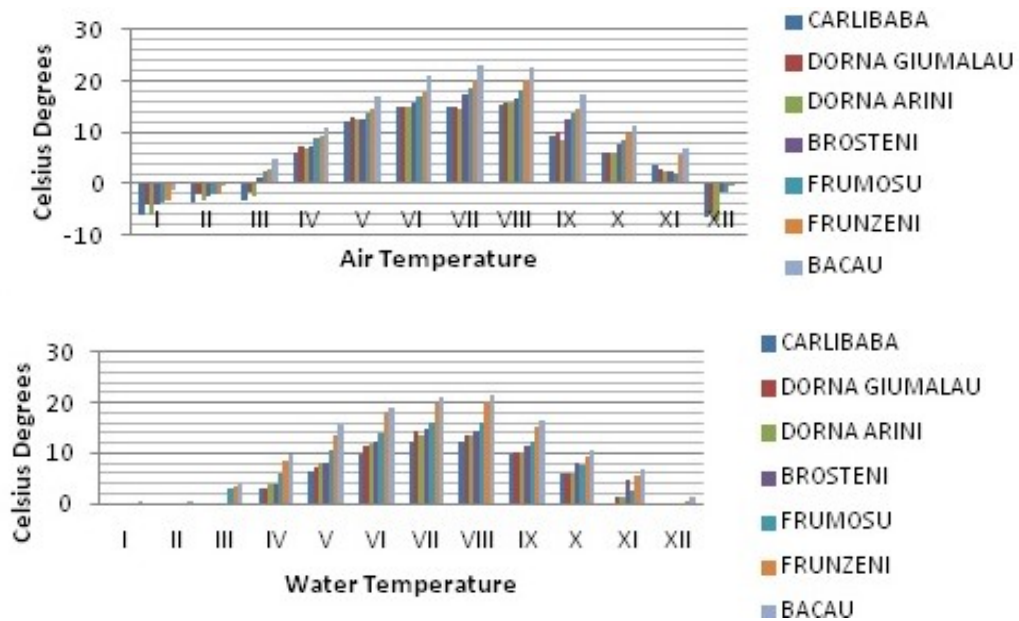 30
20
10
0
-10
Celsius Degrees
I II III IV V VI VII VIII IX X XI XII
Air Temperature
CARLIBABA
DORNA GIUMALAU
DORNA ARINI
BROSTENI
FRUMOSU
FRUNZENI
BACAU
30
20
10
0
Celsius Degrees
I II III IV V VI VII VIII IX X XI XII
Water Temperature
CARLIBABA
DORNA GIUMALAU
DORNA ARINI
BROSTENI
FRUMOSU
FRUNZENI
BACAU